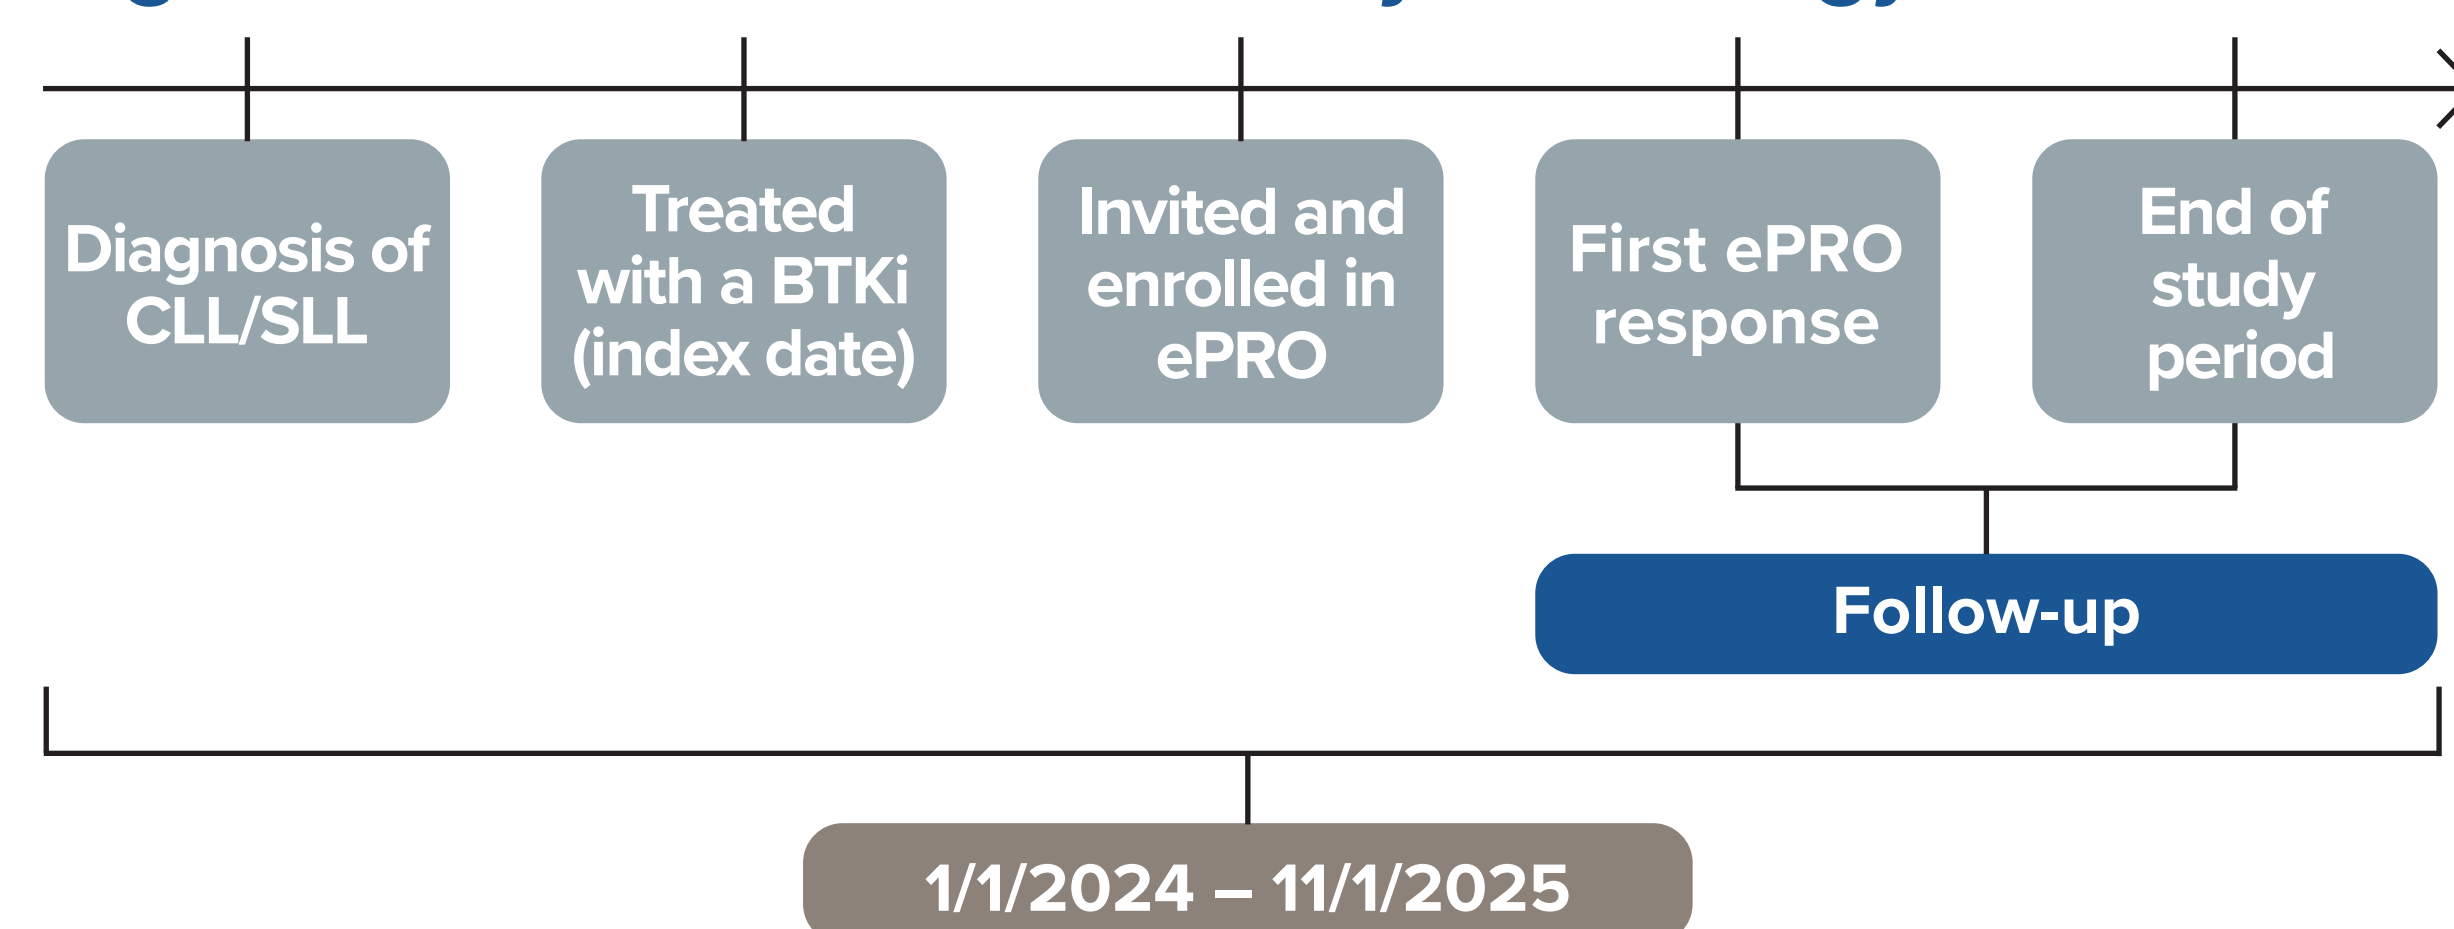 Diagnosis of
CLL/SLL
Treated
with a BTKi
(index date)
Invited and
enrolled in
ePRO
First ePRO
response
End of
study
period
Follow-up
1/1/2024 – 11/1/2025